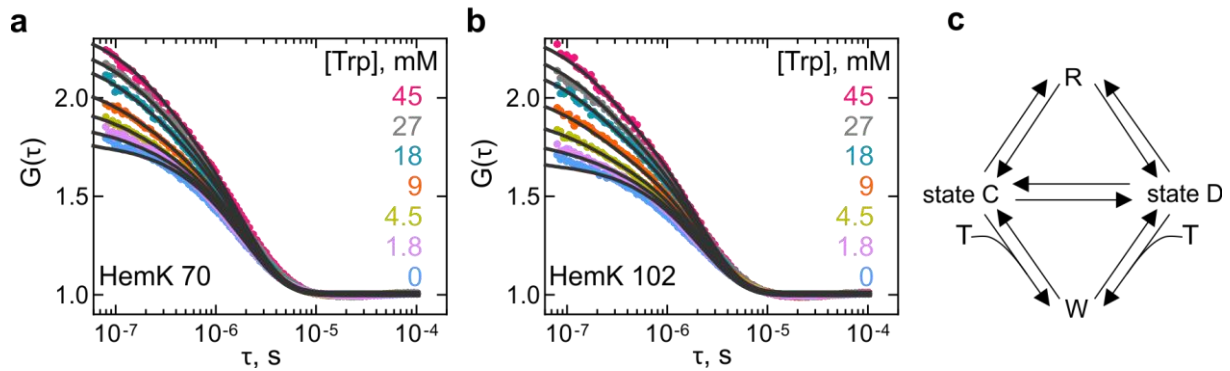 a
[Trp], mM
45
27
18
9
4.5
1.8
0
2.0
1.5
1.0
G(τ)
HemK 70
10⁻⁷ 10⁻⁶ 10⁻⁵ 10⁻⁴
τ, s
b
[Trp], mM
45
27
18
9
4.5
1.8
0
2.0
1.5
1.0
G(τ)
HemK 102
10⁻⁷ 10⁻⁶ 10⁻⁵ 10⁻⁴
τ, s
c
R
state C state D
T T
W